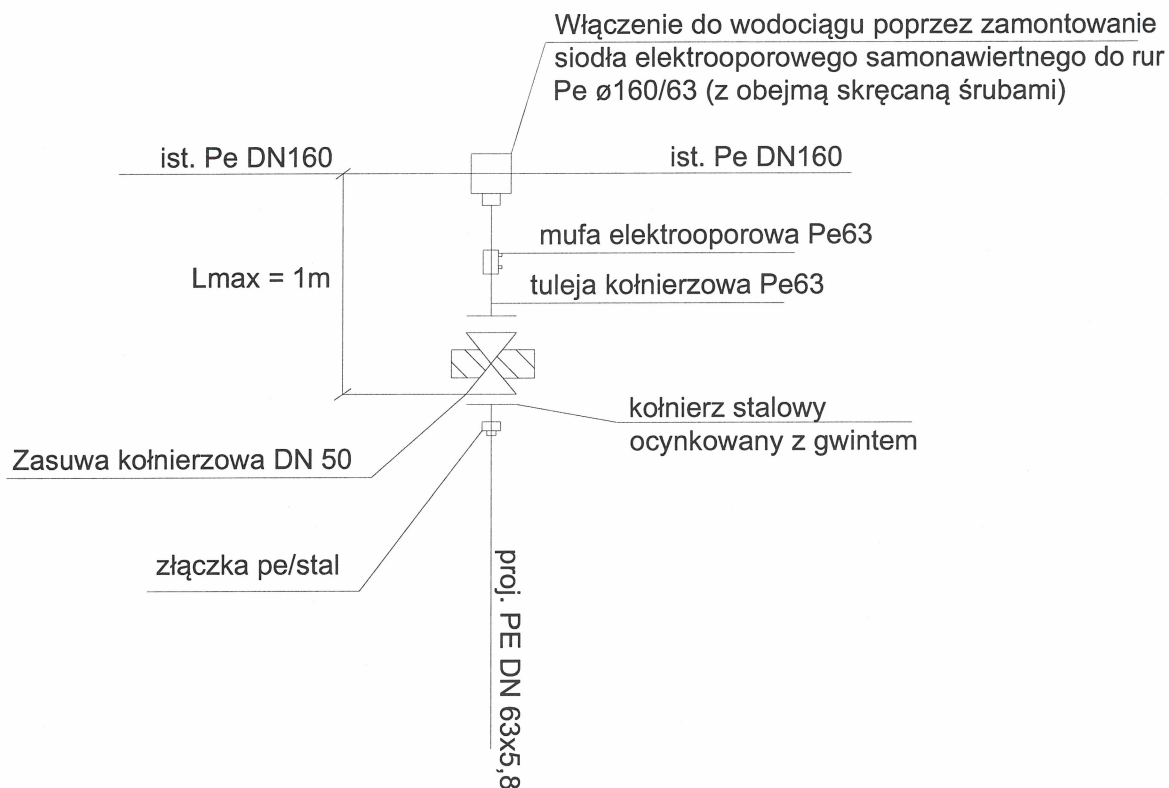 Włączenie do wodociągu poprzez zamontowanie
siodła elektrooporowego samonawiertnego do rur
Pe ø160/63 (z obejmą skręcaną śrubami)
ist. Pe DN160
ist. Pe DN160
mufa elektrooporowa Pe63
Lmax = 1m
tuleja kołnierzowa Pe63
kołnierz stalowy
ocynkowany z gwintem
Zasuwa kołnierzowa DN 50
złączka pe/stal
proj. PE DN 63x5,8